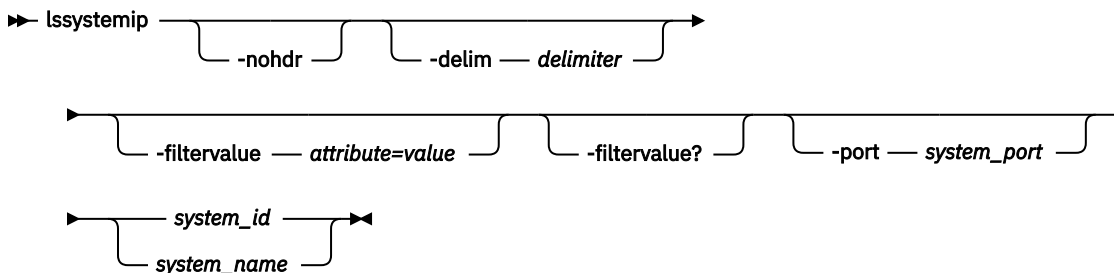 lssystemip
-nohdr -delim delimiter
-filtervalue attribute=value -filtervalue? -port system_port
system_id
system_name